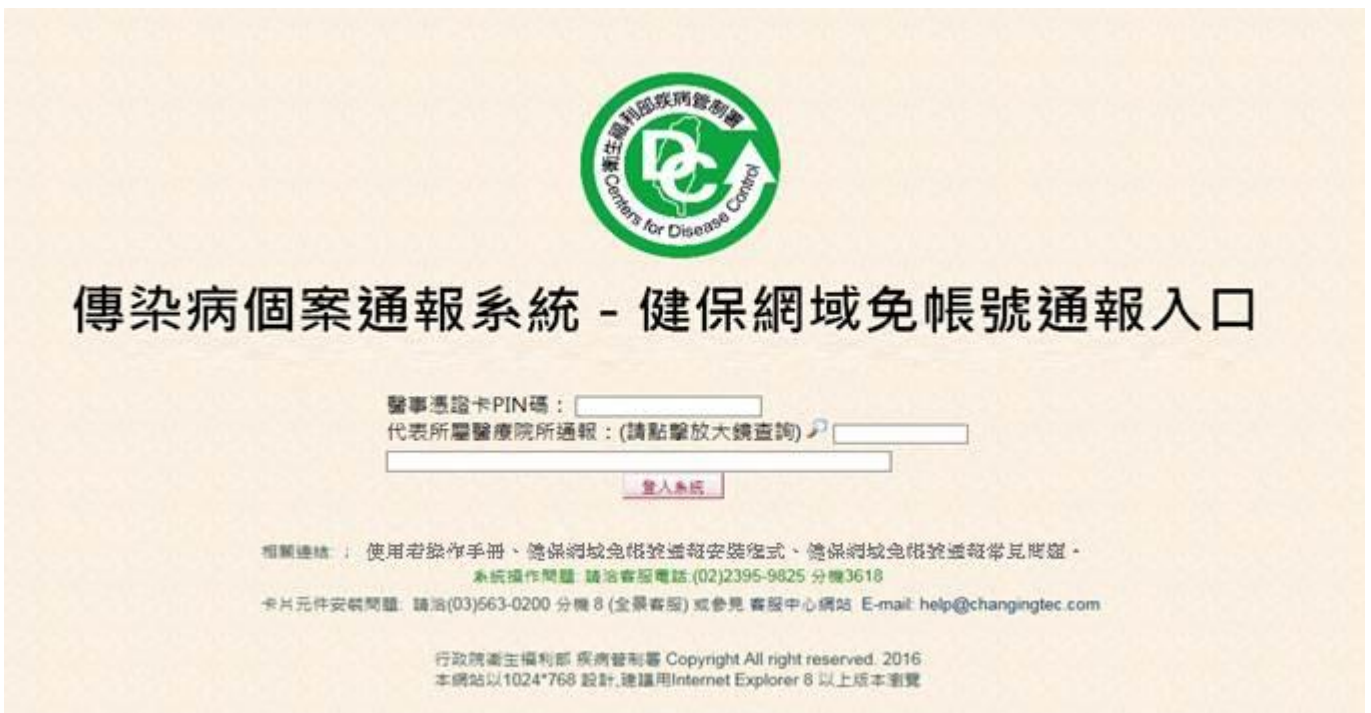 衛生福利部疾病管制署
DC
Centers for Disease Control
傳染病個案通報系統 - 健保網域免帳號通報入口
醫事憑證卡PIN碼：
代表所屬醫療院所通報：(請點擊放大鏡查詢)
登入系統
相關連結 ： 使用者操作手冊、健保網域免帳號通報安裝程式、健保網域免帳號通報常見問題。
系統操作問題: 請洽客服電話:(02)2395-9825 分機3618
卡片元件安裝問題: 請洽(03)563-0200 分機 8 (全景客服) 或參見 客服中心網站 E-mail: help@changingtec.com
行政院衛生福利部 疾病管制署 Copyright All right reserved. 2016
本網站以1024*768 設計,建議用Internet Explorer 8 以上版本瀏覽